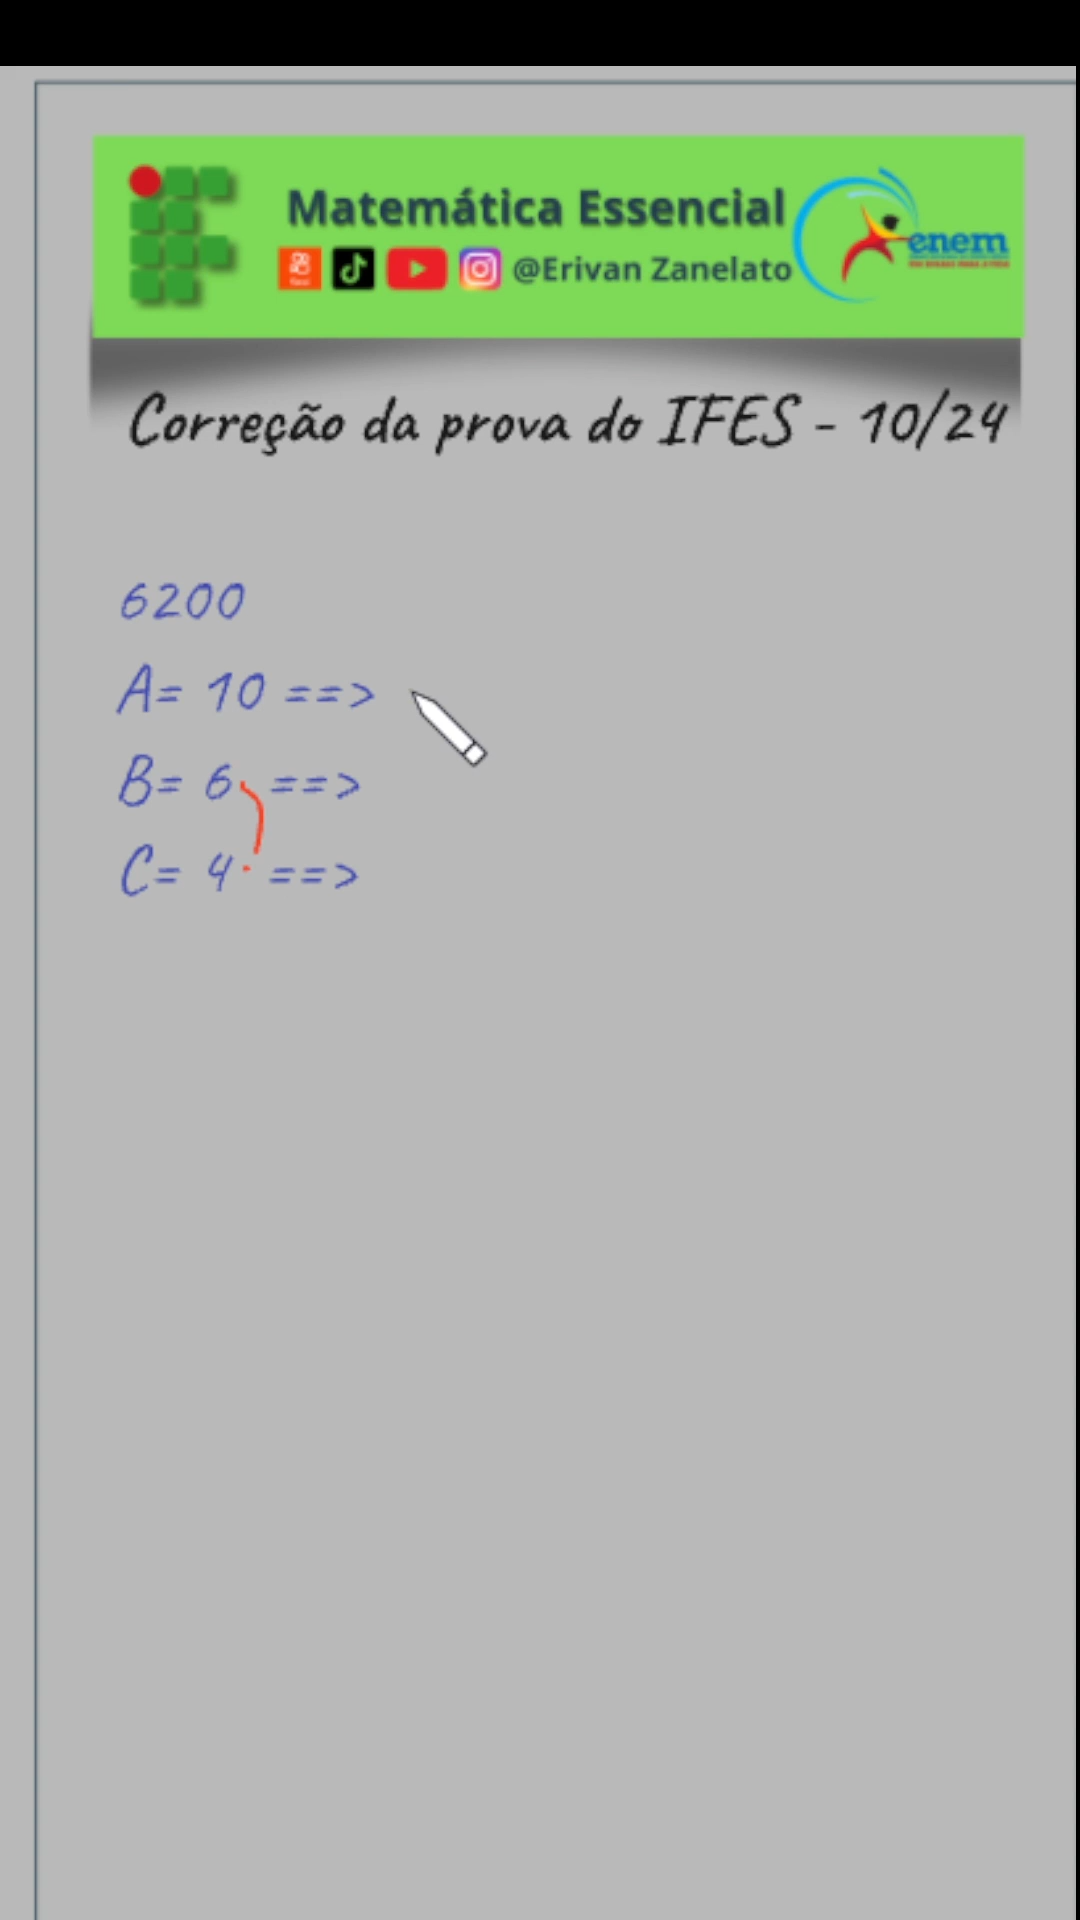 Matemática Essencial
@Erivan Zanelato
enem
Correção da prova do IFES - 10/24
6200
A= 10 ==>
B= 6 ==>
C= 4 ==>